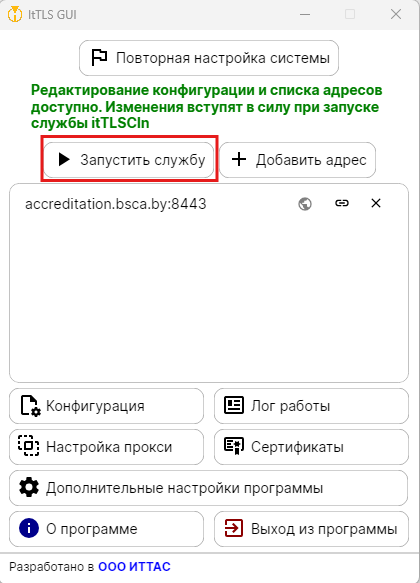 ItTLS GUI
Повторная настройка системы
Редактирование конфигурации и списка адресов
доступно. Изменения вступят в силу при запуске
службы itTLSCln
Запустить службу
Добавить адрес
accreditation.bsca.by:8443
Конфигурация
Лог работы
Настройка прокси
Сертификаты
Дополнительные настройки программы
О программе
Выход из программы
Разработано в ООО ИТТАС